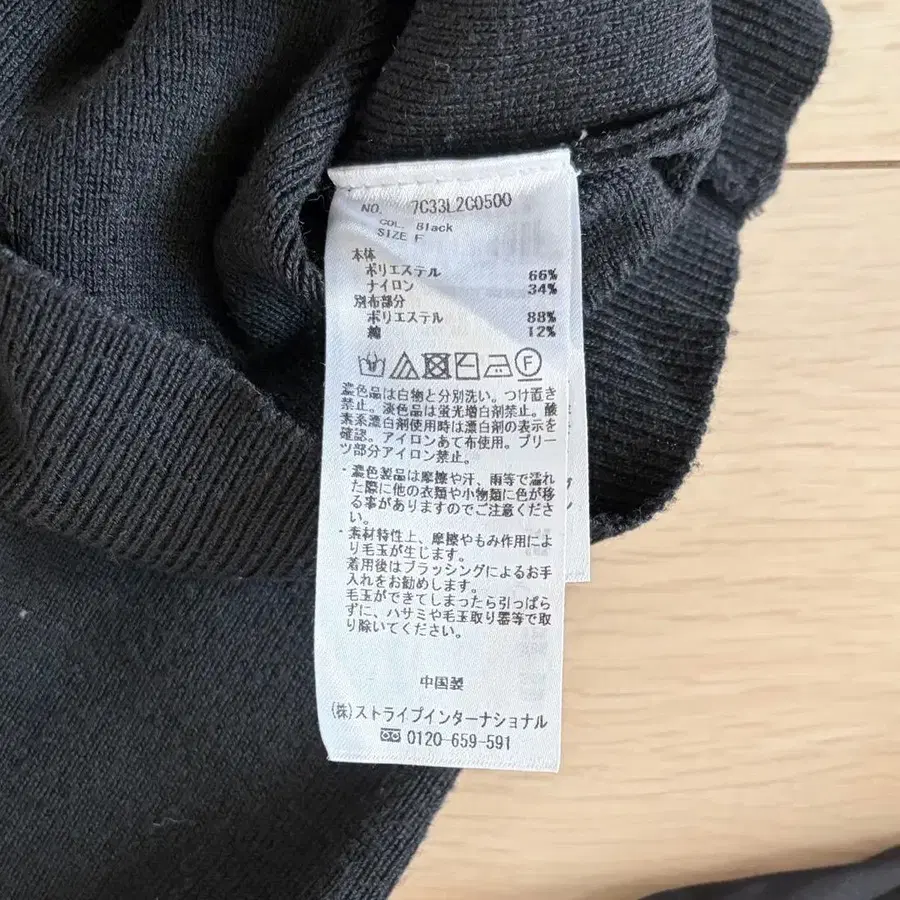 NO. 7C33L2C0500
COL. Black
SIZE F
本体
ポリエステル 66%
ナイロン 34%
別布部分
ポリエステル 88%
綿 12%
F
濃色品は白物と分別洗い。つけ置き
禁止。淡色品は蛍光増白剤禁止。酸
素系漂白剤使用時は漂白剤の表示を
確認。アイロンあて布使用。プリー
ツ部分アイロン禁止。
・濃色製品は摩擦や汗、雨等で濡れ
た際に他の衣類や小物類に色が移
る事がありますのでご注意くださ
い。
・素材特性上、摩擦やもみ作用によ
り毛玉が生じます。
着用後はブラッシングによるお手
入れをお勧めします。
毛玉ができてしまったら引っぱら
ずに、ハサミや毛玉取り器等で取
り除いてください。
中国製
(株)ストライプインターナショナル
0120-659-591